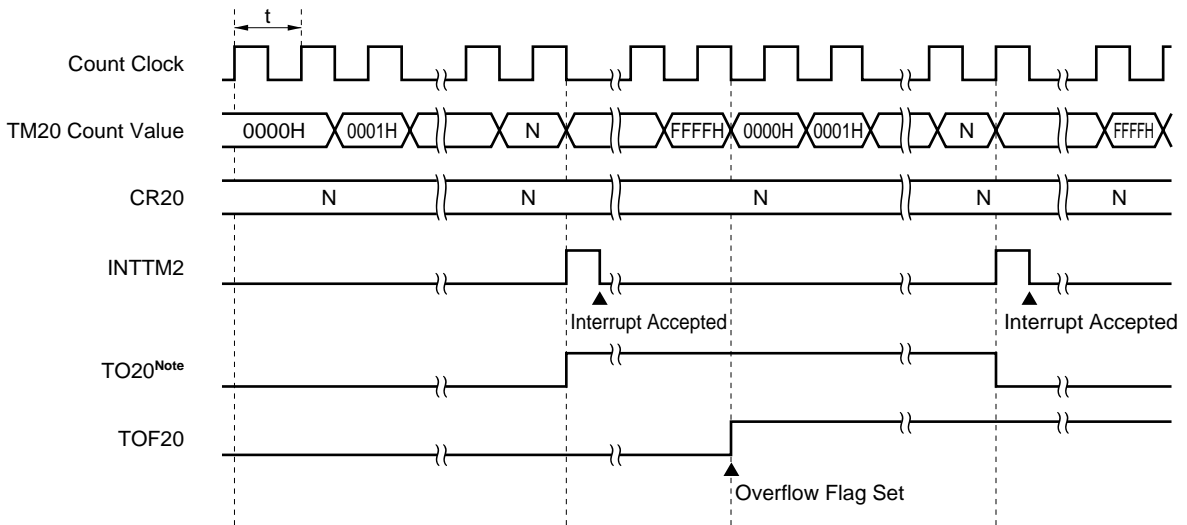 t
Count Clock
TM20 Count Value 0000H 0001H N FFFFH 0000H 0001H N FFFFH
CR20 N N N N N
INTTM2
Interrupt Accepted Interrupt Accepted
TO20Note
TOF20
Overflow Flag Set